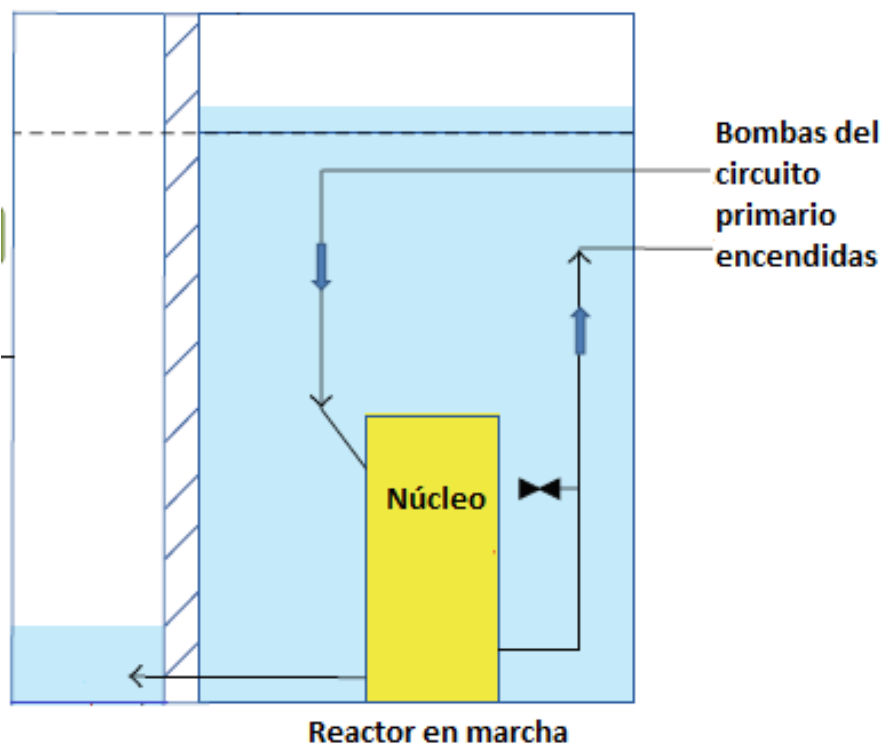 Bombas del
circuito
primario
encendidas
Núcleo
Reactor en marcha